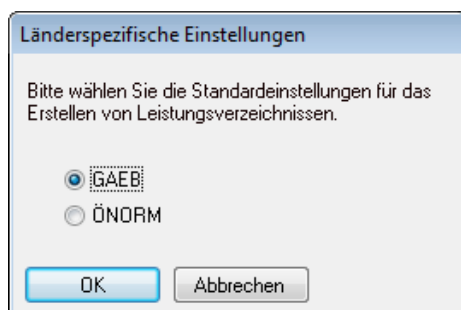 Länderspezifische Einstellungen
Bitte wählen Sie die Standardeinstellungen für das
Erstellen von Leistungsverzeichnissen.
GAEB
ÖNORM
OK
Abbrechen